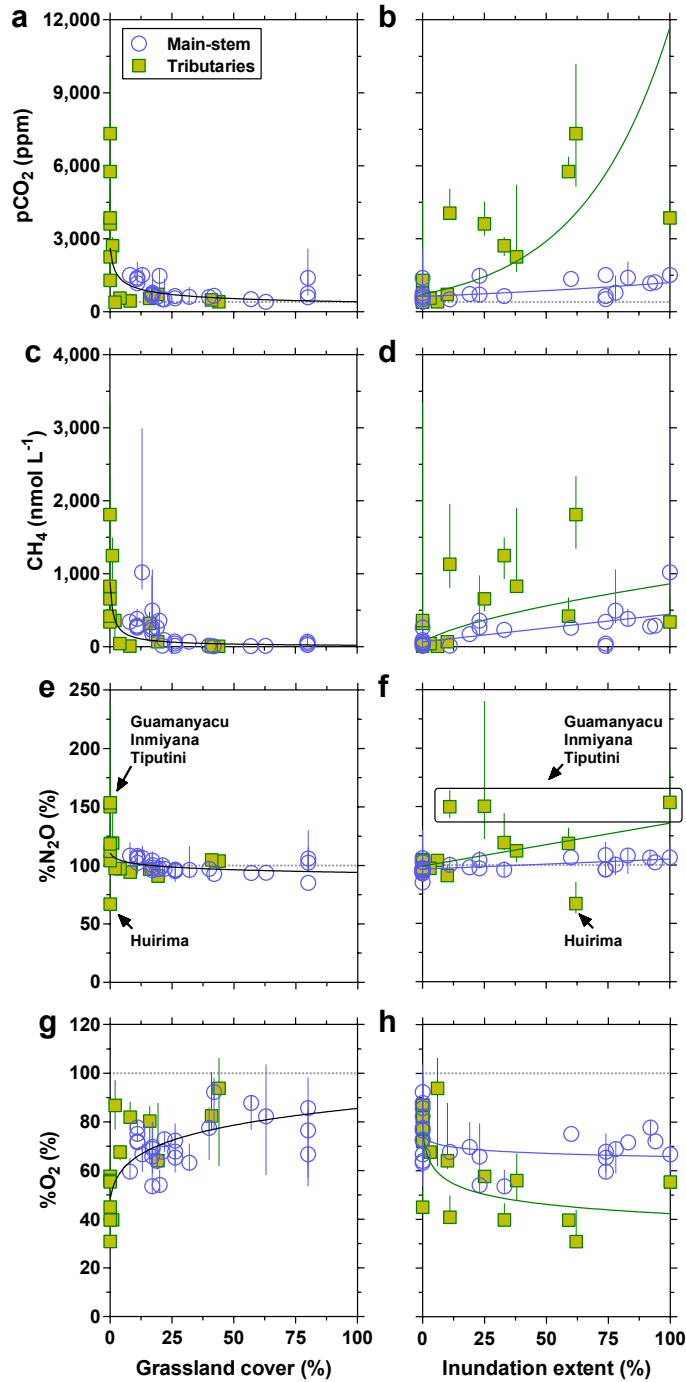 a
b
12,000
9,000
6,000
3,000
0
pCO2 (ppm)
Main-stem
Tributaries
c
d
4,000
3,000
2,000
1,000
0
CH4 (nmol L-1)
e
f
250
200
150
100
50
0
%N2O (%)
Guamanyacu
Inmiyana
Tiputini
Huirima
Guamanyacu
Inmiyana
Tiputini
Huirima
g
h
120
100
80
60
40
20
0
%O2 (%)
0 25 50 75 100
0 25 50 75 100
Grassland cover (%)
Inundation extent (%)